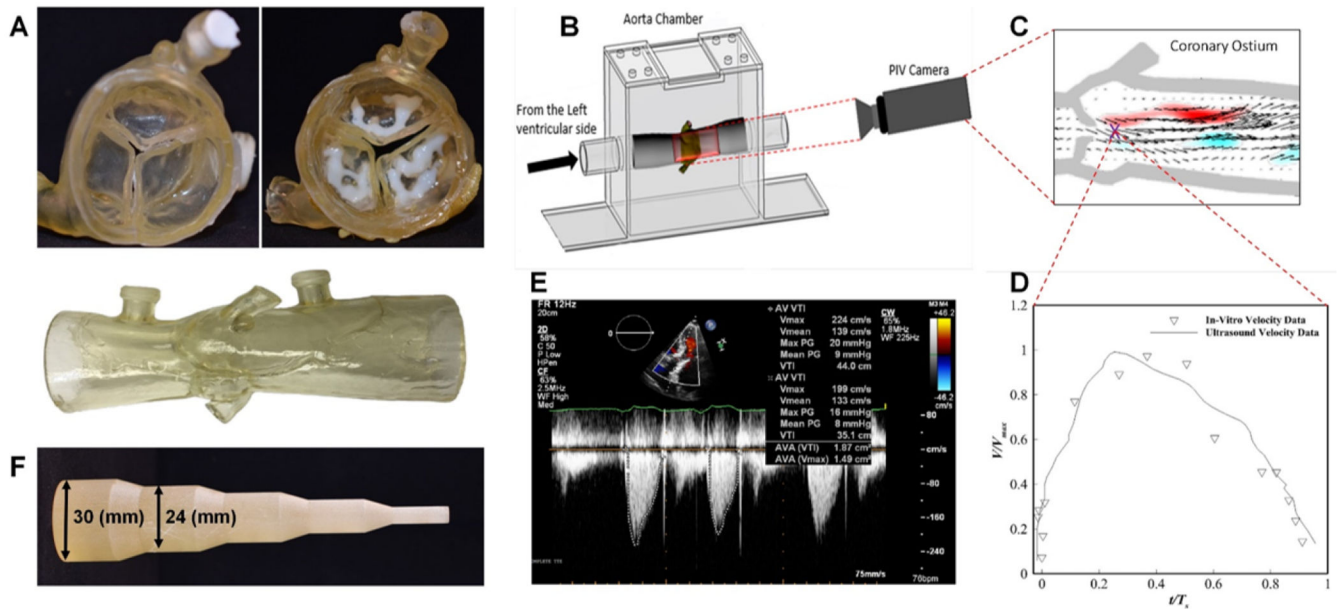 A
B
Aorta Chamber
From the Left
ventricular side
PIV Camera
C
Coronary Ostium
E
FR 12Hz
20cm
2D
58%
C 50
P Low
HPen
CF
63%
2.5MHz
WF High
Med
0
AV VTI
Vmax 224 cm/s
Vmean 139 cm/s
Max PG 20 mmHg
Mean PG 9 mmHg
VTI 44.0 cm
AV VTI
Vmax 199 cm/s
Vmean 133 cm/s
Max PG 16 mmHg
Mean PG 8 mmHg
VTI 35.1 cm
AVA (VTI) 1.87 cm²
AVA (Vmax) 1.49 cm²
CW
65%
1.8MHz
WF 225Hz
M3 M4
+46.2
-46.2
cm/s
80
-cm/s
-80
-160
-240
75mm/s
70bpm
D
In-Vitro Velocity Data
Ultrasound Velocity Data
V/Vmax
1.2
1
0.8
0.6
0.4
0.2
0
0 0.2 0.4 0.6 0.8 1
F
30 (mm)
24 (mm)